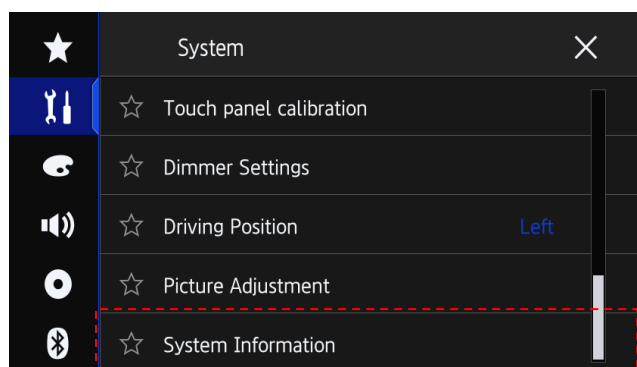 System
Touch panel calibration
Dimmer Settings
Driving Position Left
Picture Adjustment
System Information